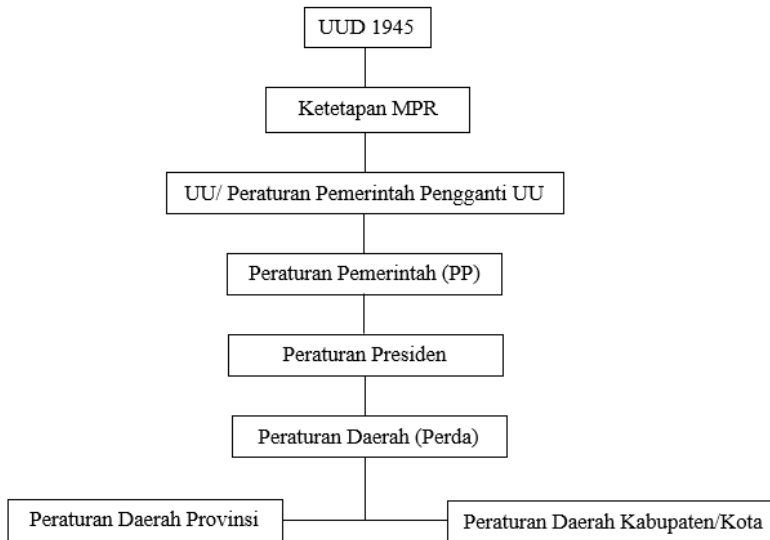 UUD 1945
Ketetapan MPR
UU/ Peraturan Pemerintah Pengganti UU
Peraturan Pemerintah (PP)
Peraturan Presiden
Peraturan Daerah (Perda)
Peraturan Daerah Provinsi
Peraturan Daerah Kabupaten/Kota